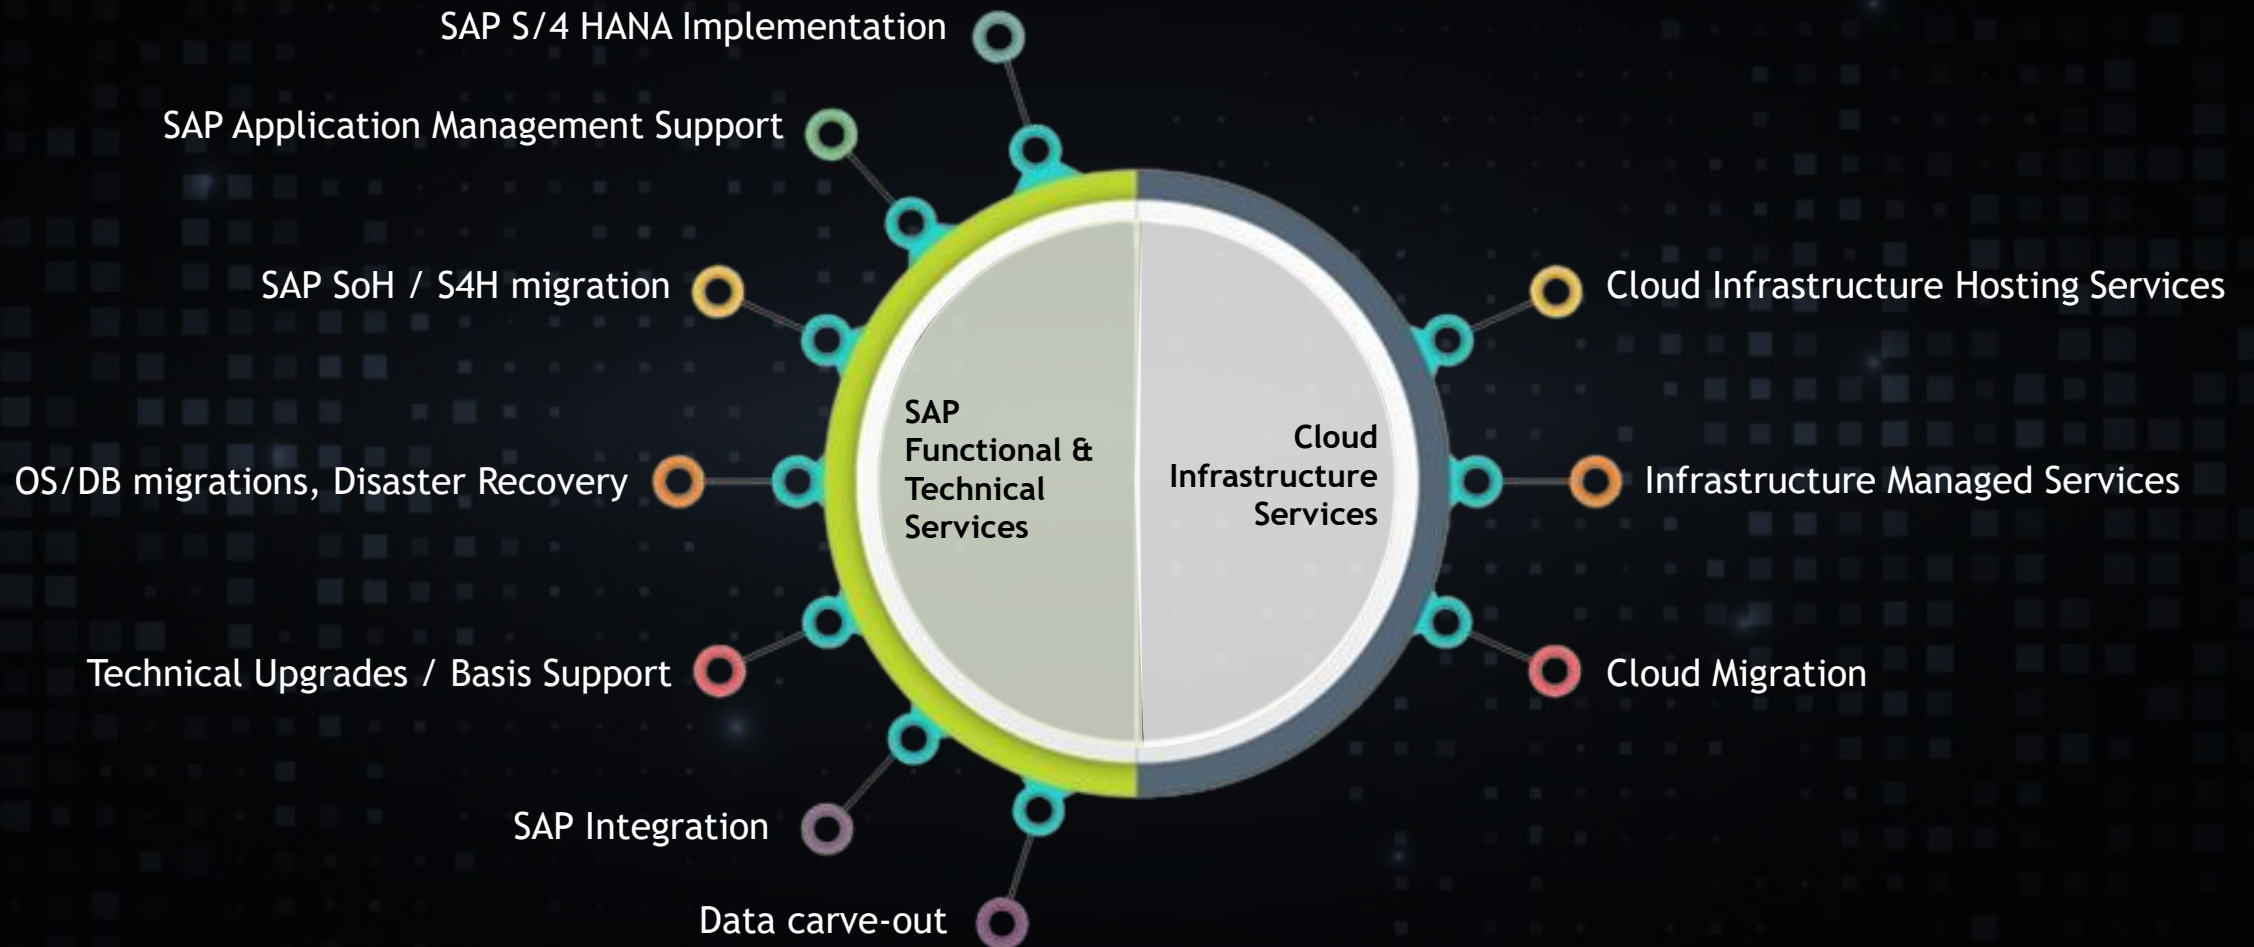 SAP S/4 HANA Implementation
SAP Application Management Support
SAP SoH / S4H migration
OS/DB migrations, Disaster Recovery
Technical Upgrades / Basis Support
SAP Integration
Data carve-out
SAP
Functional &
Technical
Services
Cloud
Infrastructure
Services
Cloud Infrastructure Hosting Services
Infrastructure Managed Services
Cloud Migration